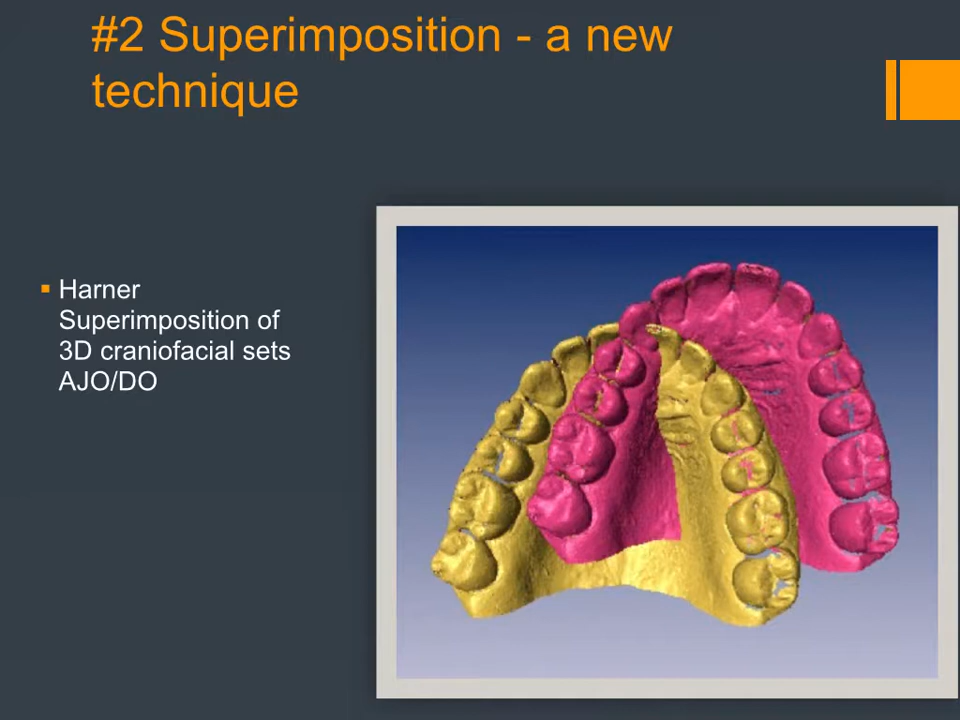 #2 Superimposition - a new
technique
Harner
Superimposition of
3D craniofacial sets
AJO/DO